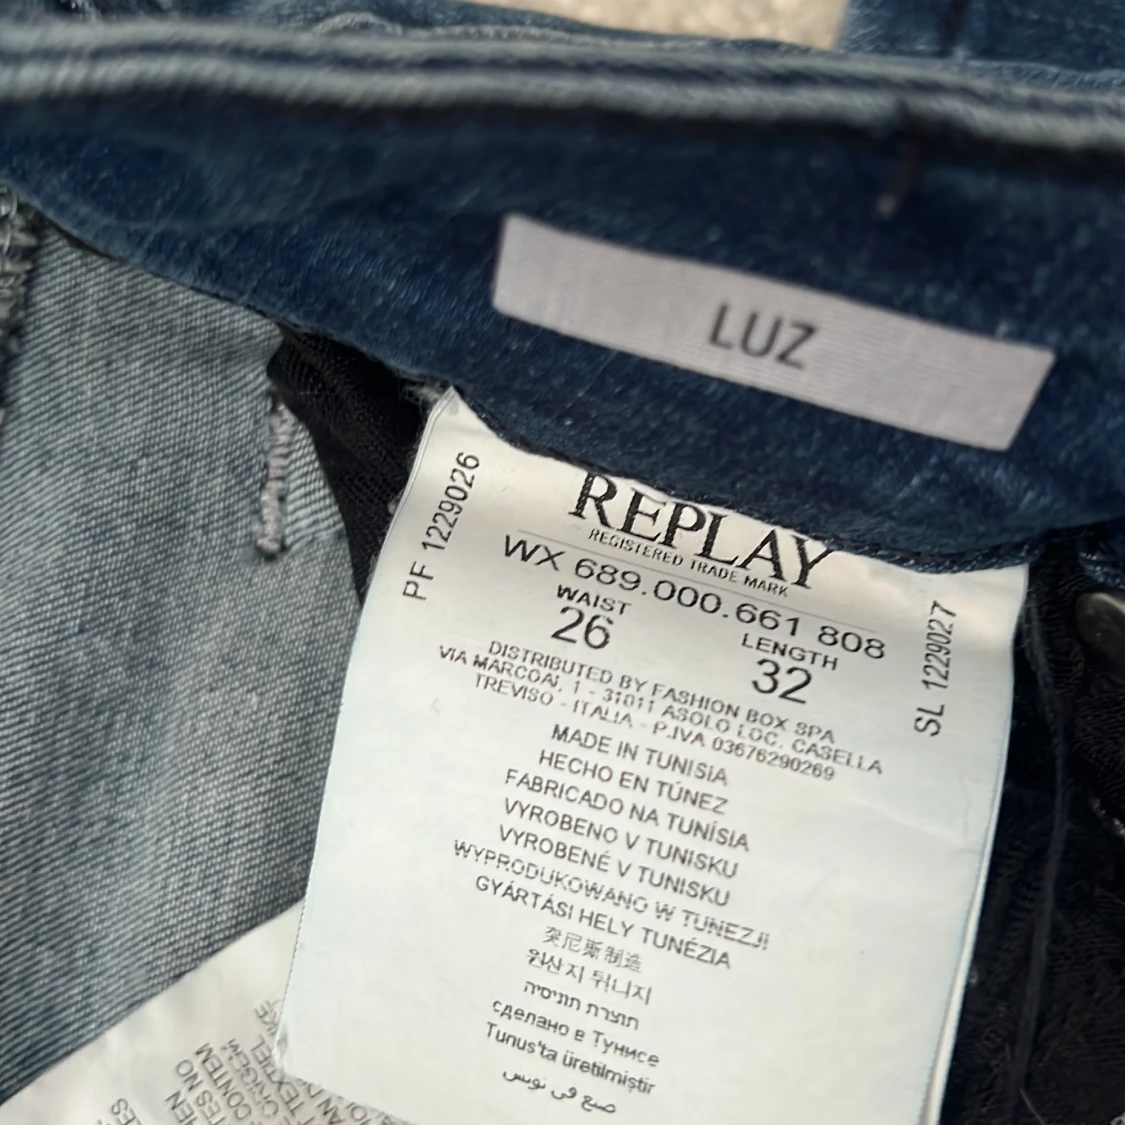 LUZ
PF 1229026
REPLAY
REGISTERED TRADE MARK
WX 689.000.661 808
WAIST LENGTH
26 32
SL 1229027
DISTRIBUTED BY FASHION BOX SPA
VIA MARCOAI, 1 - 31011 ASOLO LOC. CASELLA
TREVISO - ITALIA - P.IVA 03676290269
MADE IN TUNISIA
HECHO EN TÚNEZ
FABRICADO NA TUNÍSIA
VYROBENO V TUNISKU
VYROBENÉ V TUNISKU
WYPRODUKOWANO W TUNEZJI
GYÁRTÁSI HELY TUNÉZIA
突尼斯制造
원산지 튀니지
תוצרת תוניסיה
сделано в Тунисе
Tunus'ta üretilmiştir
صنع في تونس